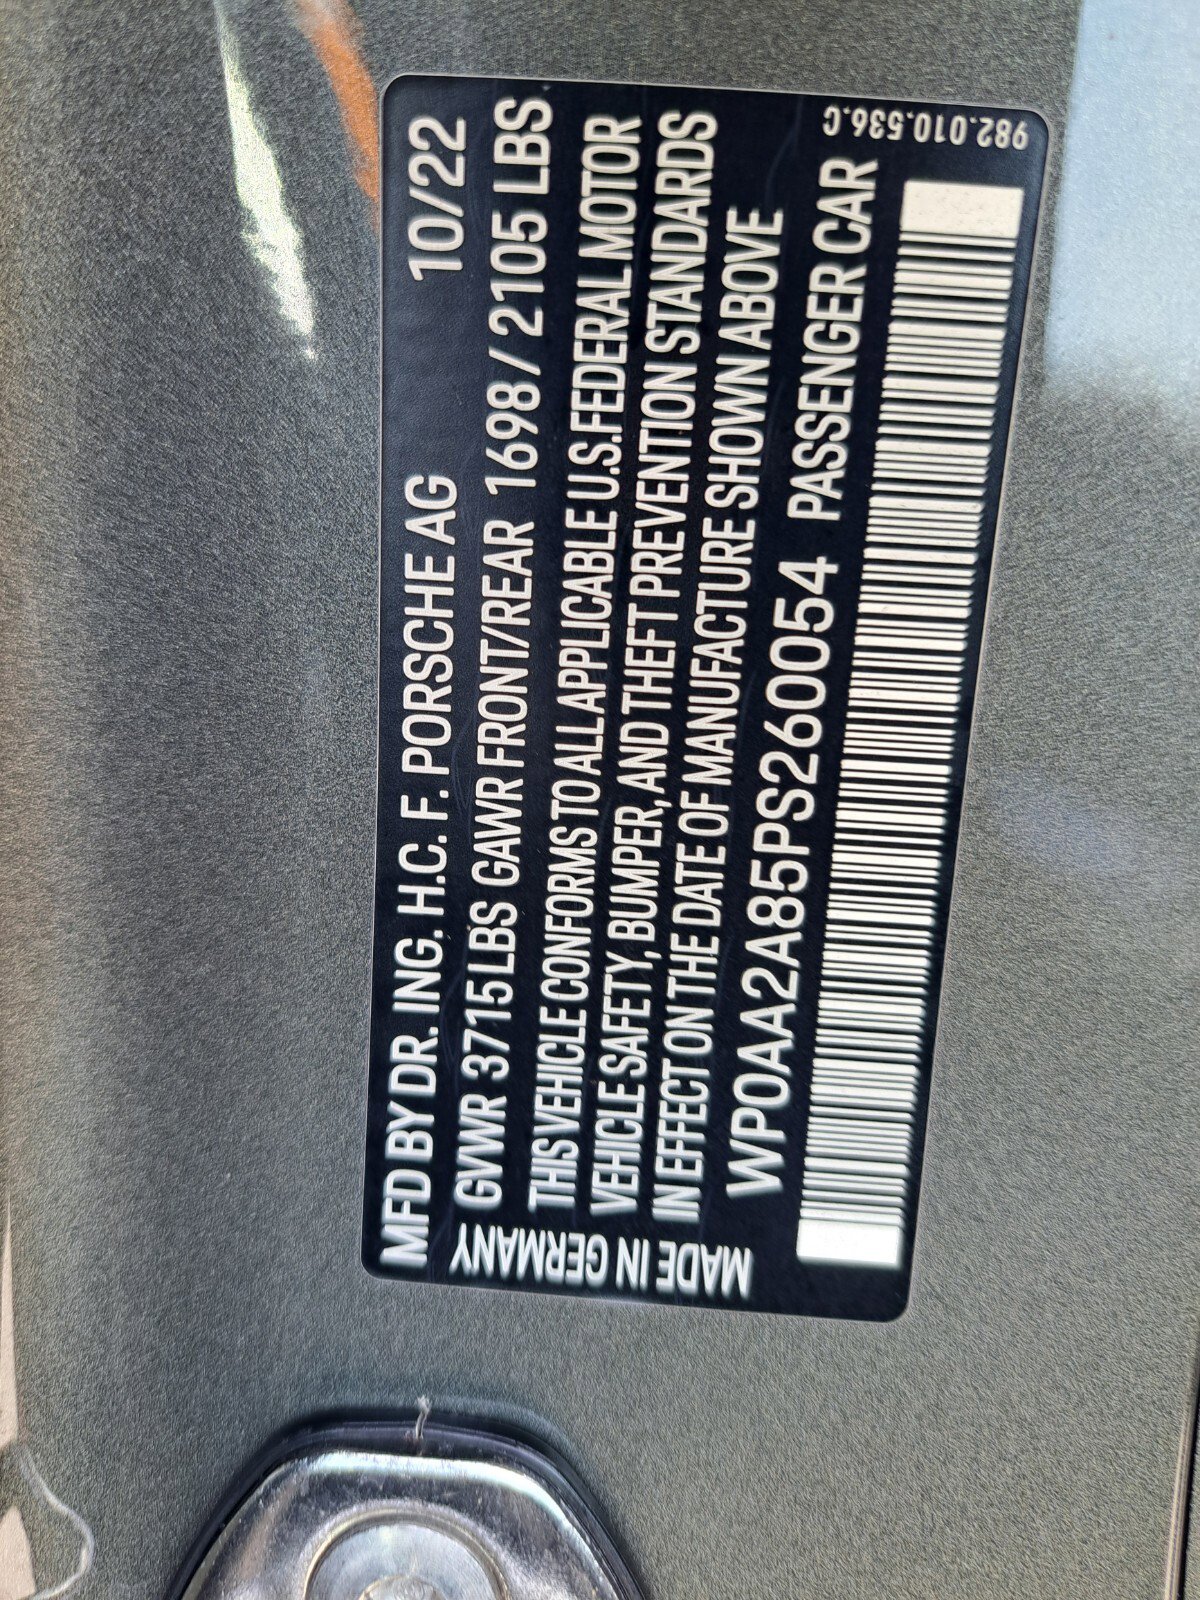 MFD BY DR. ING. H.C. F. PORSCHE AG 10/22
GVWR 3715 LBS GAWR FRONT/REAR 1698 / 2105 LBS
THIS VEHICLE CONFORMS TO ALL APPLICABLE U.S.FEDERAL MOTOR
VEHICLE SAFETY, BUMPER, AND THEFT PREVENTION STANDARDS
IN EFFECT ON THE DATE OF MANUFACTURE SHOWN ABOVE
WP0AA2A85PS260054 PASSENGER CAR
MADE IN GERMANY
982.010.536.C